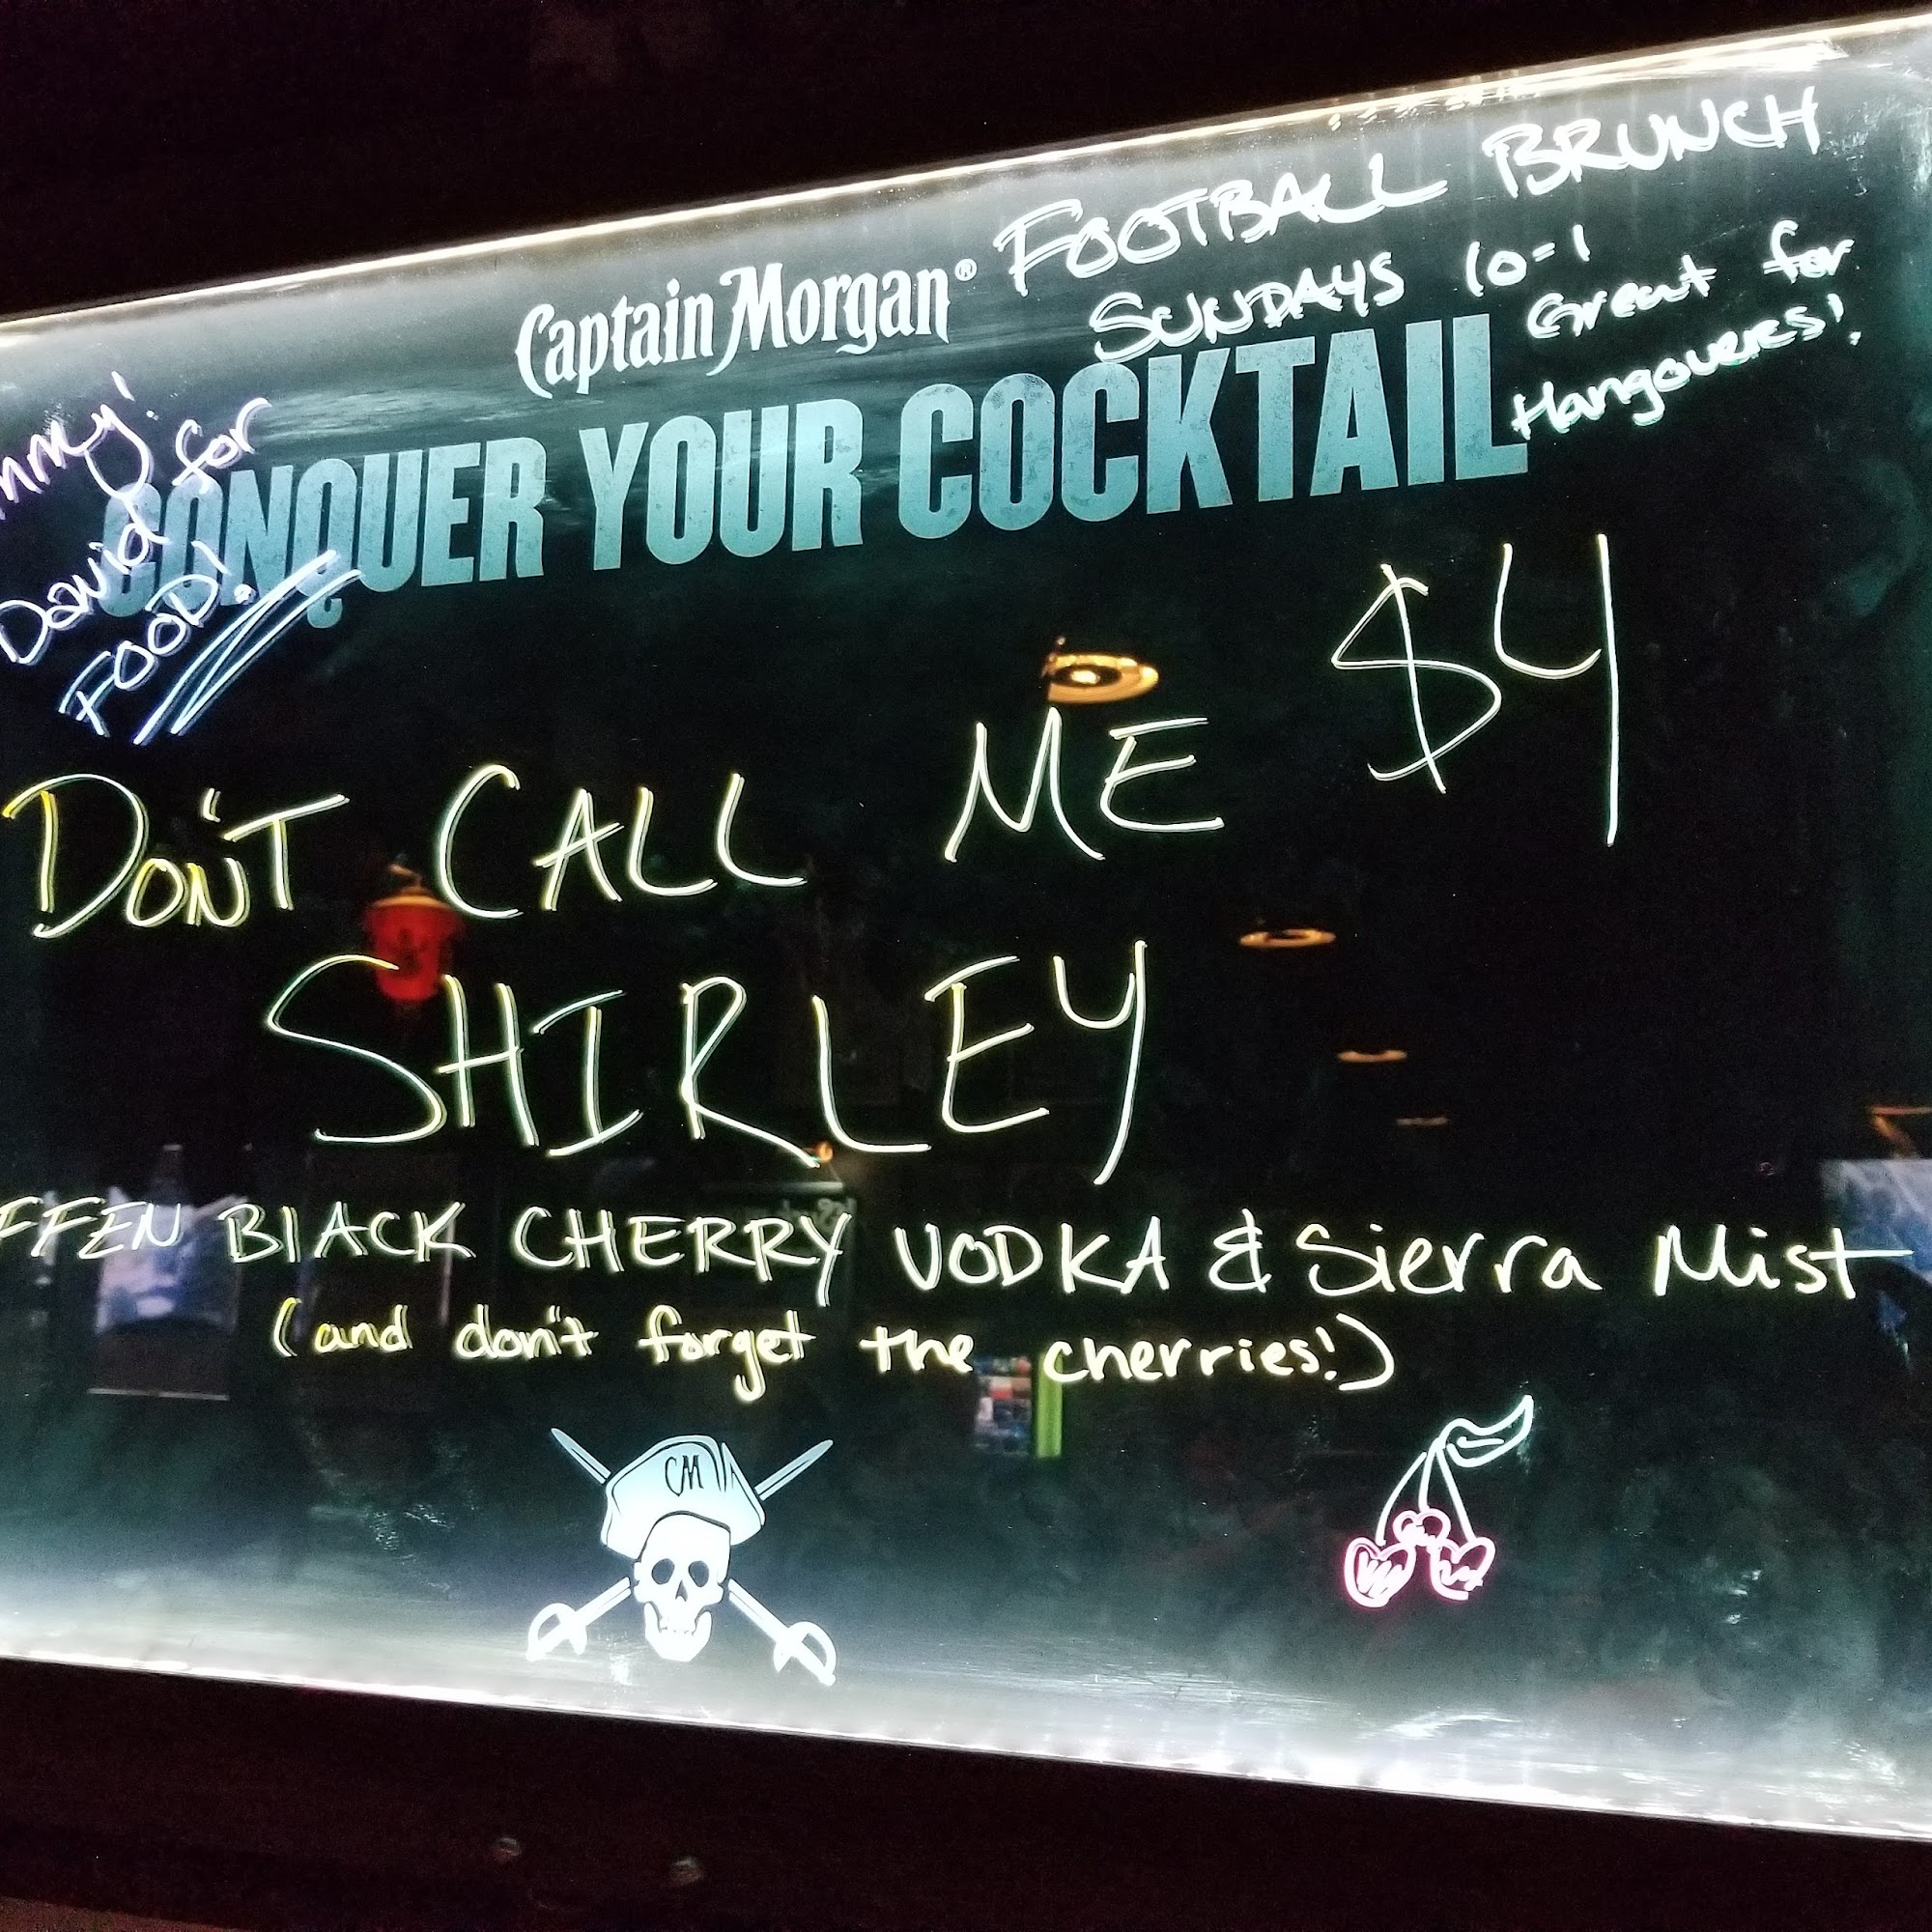 FOOTBALL BRUNCH
Captain Morgan®
SUNDAYS 10-1
Great for
Hangoveries!
CONQUER YOUR COCKTAIL
David for
FOOD!
$4
DON'T CALL ME
SHIRLEY
FFEN BLACK CHERRY VODKA & Sierra Mist
(and don't forget the cherries!)
CM